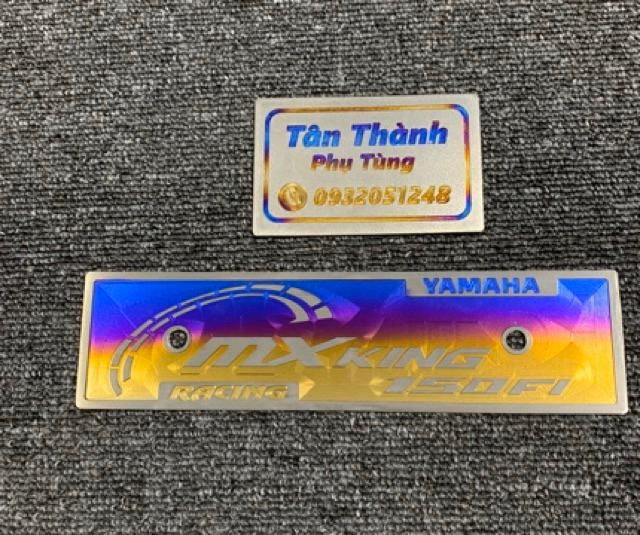 Tân Thành
Phụ Tùng
0932051248
YAMAHA
MX KING
RACING 150FI